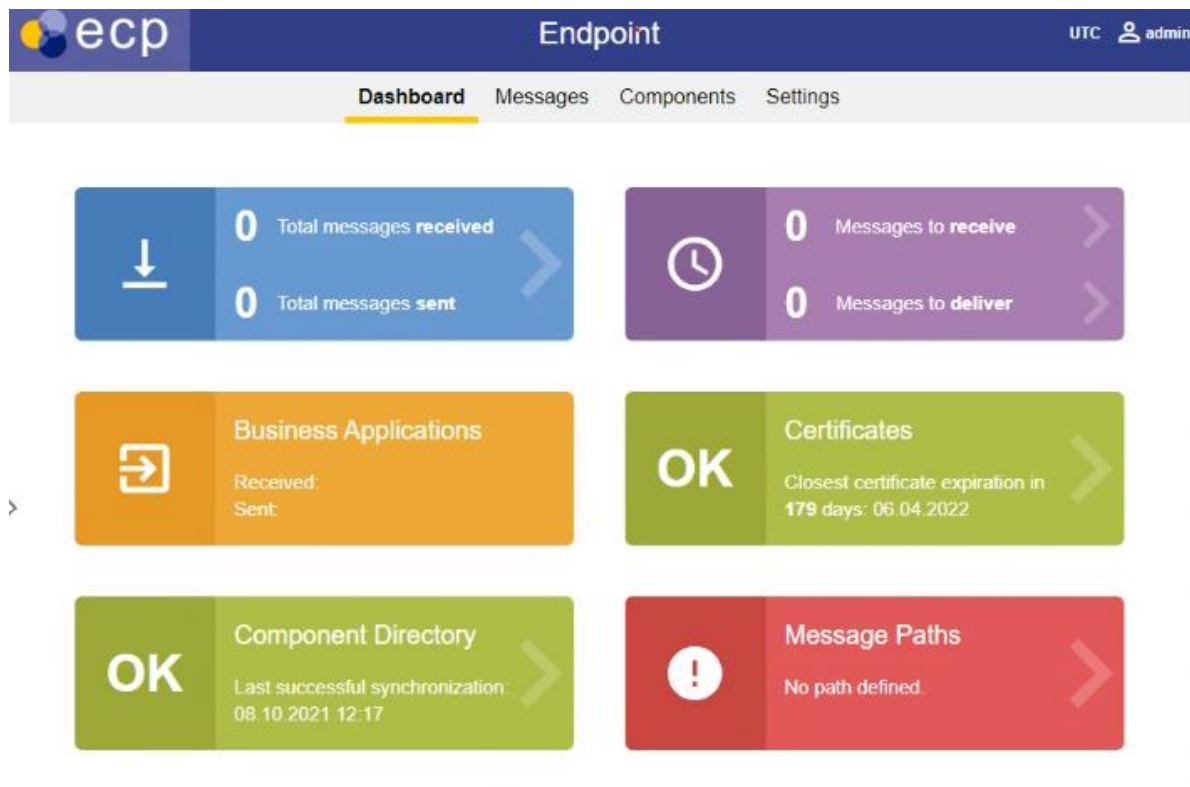 ecp
Endpoint
UTC admin
Dashboard Messages Components Settings
0 Total messages received
0 Total messages sent
0 Messages to receive
0 Messages to deliver
Business Applications
Received:
Sent:
OK
Certificates
Closest certificate expiration in
179 days: 06.04.2022
OK
Component Directory
Last successful synchronization:
08.10.2021 12:17
!
Message Paths
No path defined.